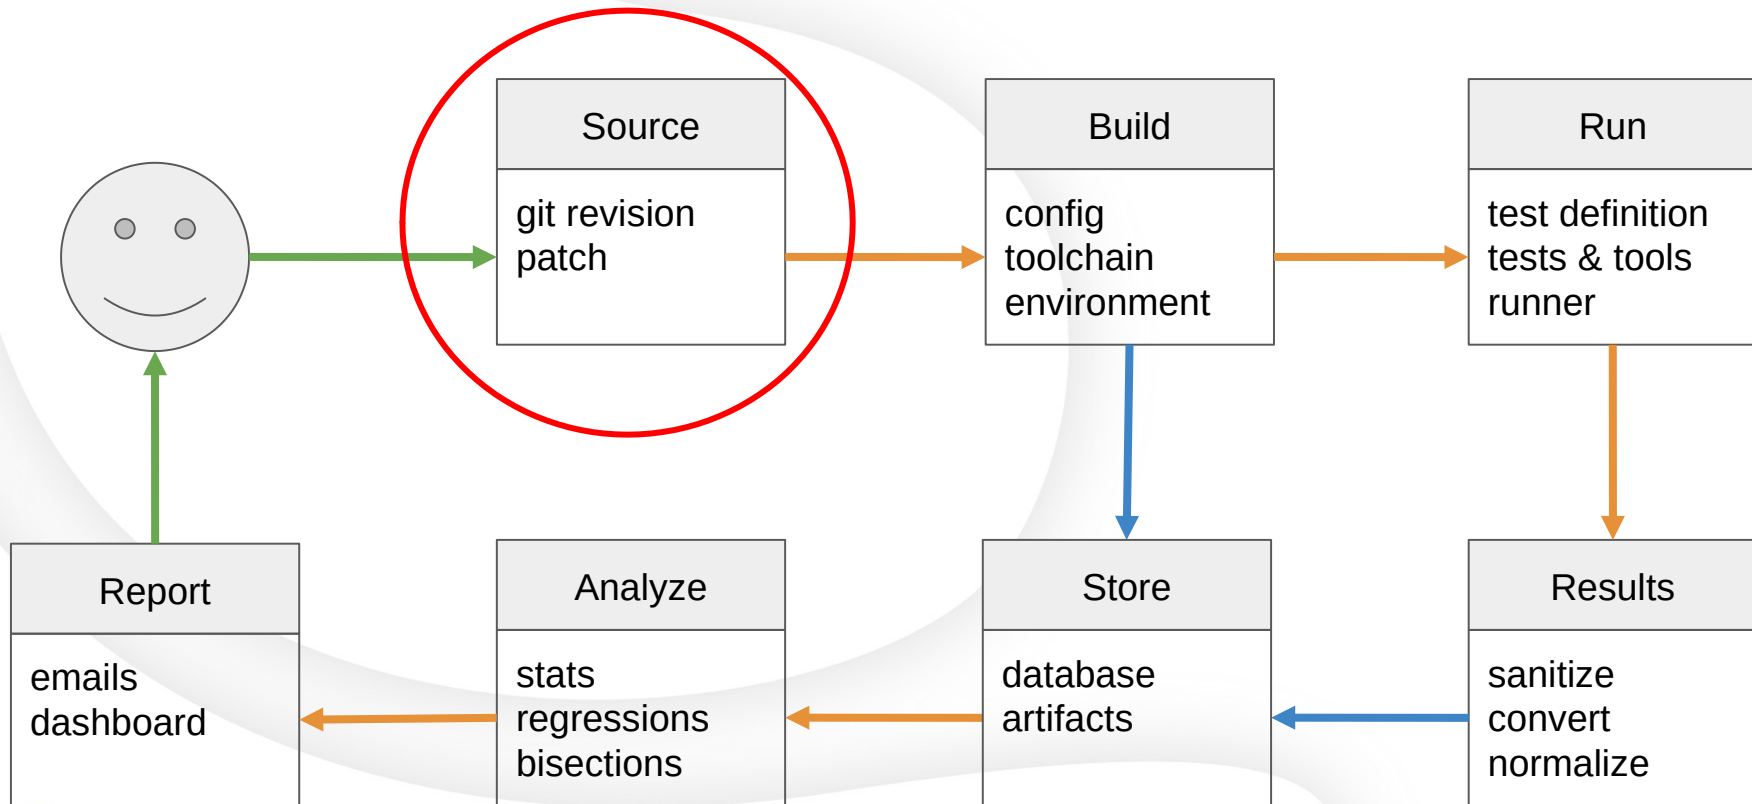 Source
git revision
patch
Build
config
toolchain
environment
Run
test definition
tests & tools
runner
Report
emails
dashboard
Analyze
stats
regressions
bisections
Store
database
artifacts
Results
sanitize
convert
normalize